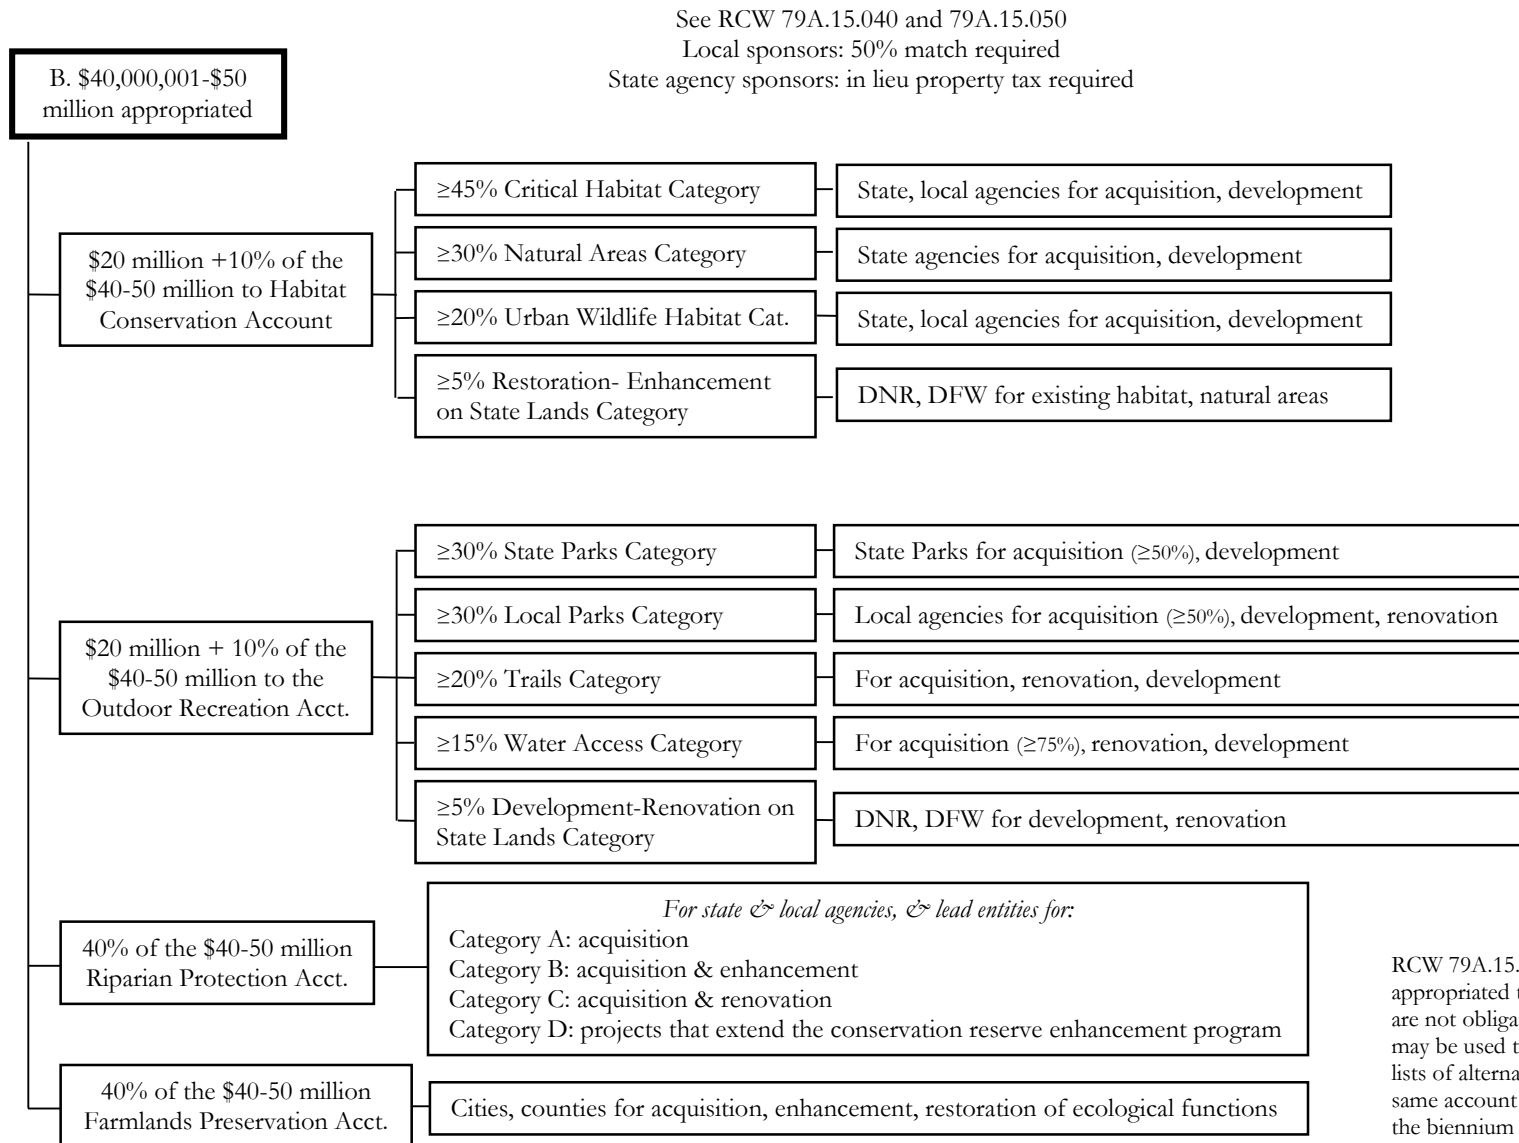 See RCW 79A.15.040 and 79A.15.050
Local sponsors: 50% match required
State agency sponsors: in lieu property tax required
B. $40,000,001-$50
million appropriated
$20 million +10% of the
$40-50 million to Habitat
Conservation Account
≥45% Critical Habitat Category
State, local agencies for acquisition, development
≥30% Natural Areas Category
State agencies for acquisition, development
≥20% Urban Wildlife Habitat Cat.
State, local agencies for acquisition, development
≥5% Restoration- Enhancement
on State Lands Category
DNR, DFW for existing habitat, natural areas
$20 million + 10% of the
$40-50 million to the
Outdoor Recreation Acct.
≥30% State Parks Category
State Parks for acquisition (≥50%), development
≥30% Local Parks Category
Local agencies for acquisition (≥50%), development, renovation
≥20% Trails Category
For acquisition, renovation, development
≥15% Water Access Category
For acquisition (≥75%), renovation, development
≥5% Development-Renovation on
State Lands Category
DNR, DFW for development, renovation
40% of the $40-50 million
Riparian Protection Acct.
For state & local agencies, & lead entities for:
Category A: acquisition
Category B: acquisition & enhancement
Category C: acquisition & renovation
Category D: projects that extend the conservation reserve enhancement program
40% of the $40-50 million
Farmlands Preservation Acct.
Cities, counties for acquisition, enhancement, restoration of ecological functions
RCW 79A.15.
appropriated
are not
may be used
lists of
same account
the biennium